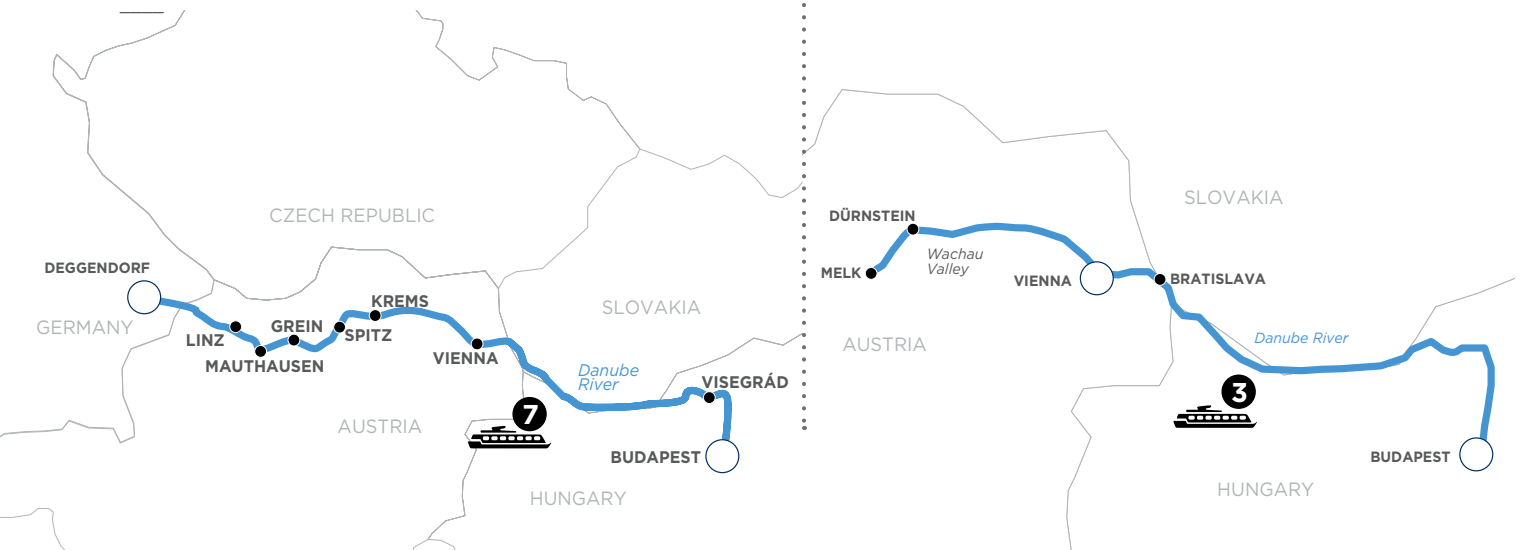 CZECH REPUBLIC
DEGGENDORF
GERMANY
LINZ
MAUTHAUSEN
GREIN
SPITZ
KREMS
VIENNA
AUSTRIA
SLOVAKIA
Danube
River
VISEGRÁD
7
BUDAPEST
HUNGARY
SLOVAKIA
DÜRNSTEIN
Wachau
Valley
MELK
VIENNA
BRATISLAVA
AUSTRIA
Danube River
3
BUDAPEST
HUNGARY